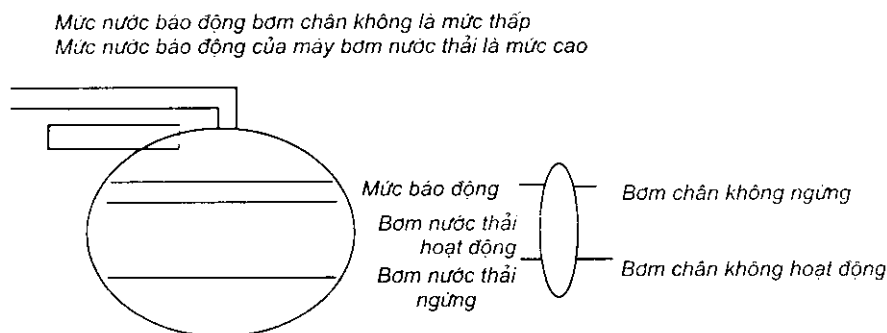 Mức nước báo động bơm chân không là mức thấp
Mức nước báo động của máy bơm nước thải là mức cao
Mức báo động
Bơm chân không ngừng
Bơm nước thải
hoạt động
Bơm chân không hoạt động
Bơm nước thải
ngừng